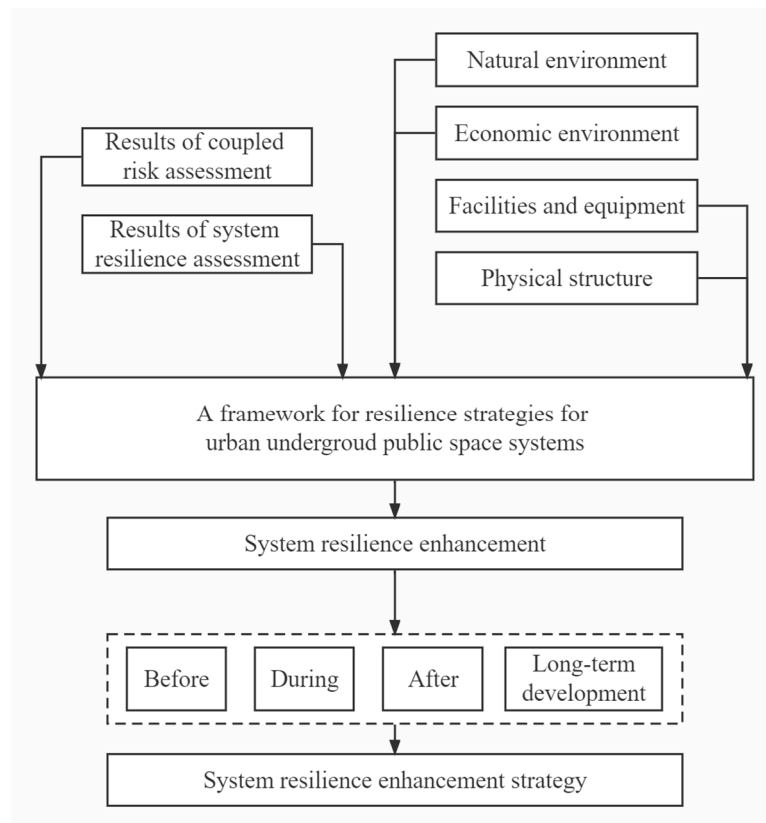 Natural environment
Economic environment
Results of coupled
risk assessment
Facilities and equipment
Results of system
resilience assessment
Physical structure
A framework for resilience strategies for
urban undergroud public space systems
System resilience enhancement
Before
During
After
Long-term
development
System resilience enhancement strategy